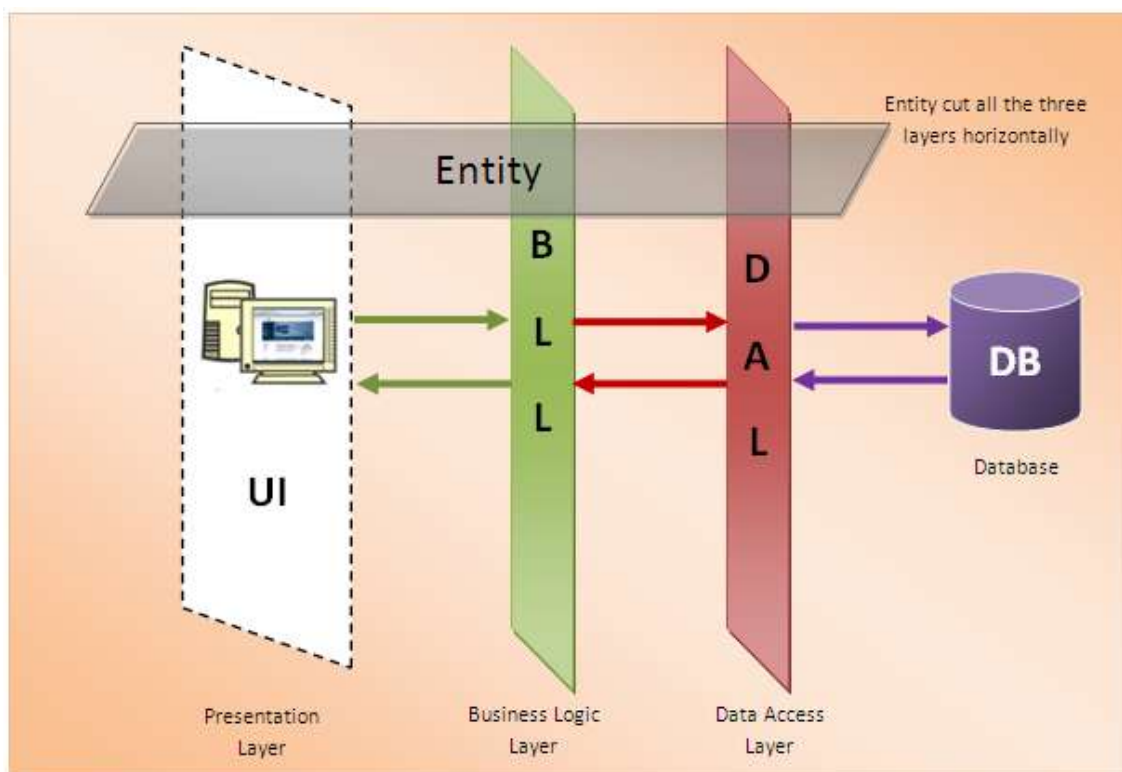 Entity cut all the three
layers horizontally
Entity
B
L
L
D
A
L
DB
Database
UI
Presentation
Layer
Business Logic
Layer
Data Access
Layer